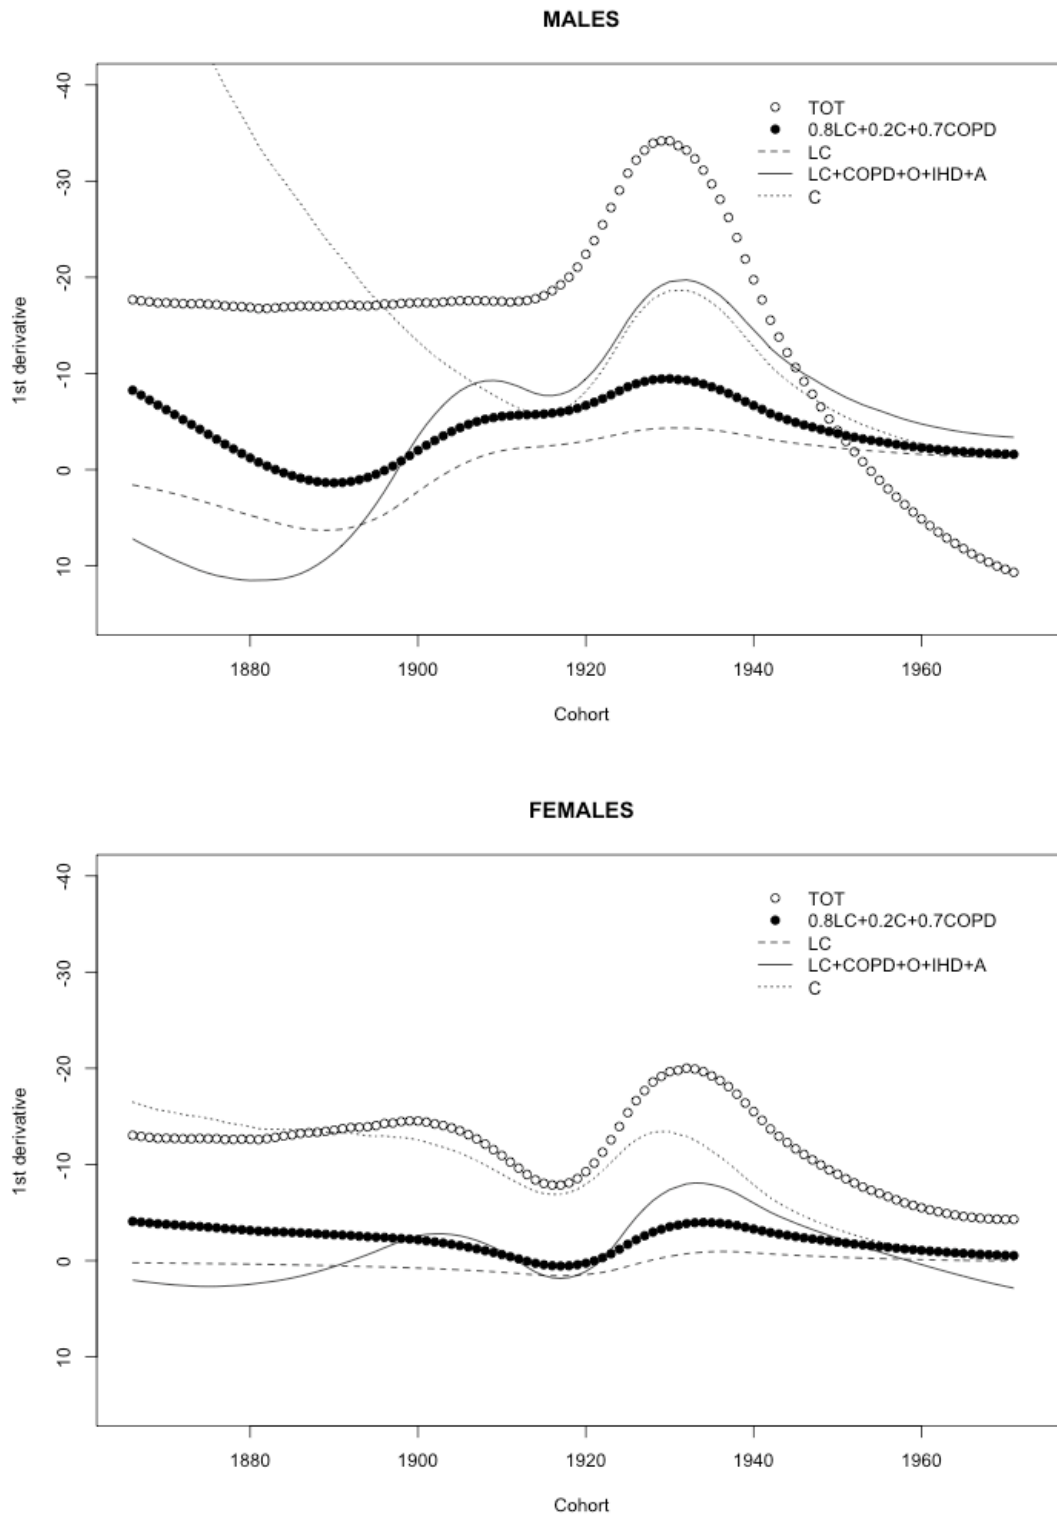 MALES
-40
-30
-20
-10
0
10
1st derivative
TOT
0.8LC+0.2C+0.7COPD
LC
LC+COPD+O+IHD+A
C
1880
1900
1920
1940
1960
Cohort
FEMALES
-40
-30
-20
-10
0
10
1st derivative
TOT
0.8LC+0.2C+0.7COPD
LC
LC+COPD+O+IHD+A
C
1880
1900
1920
1940
1960
Cohort